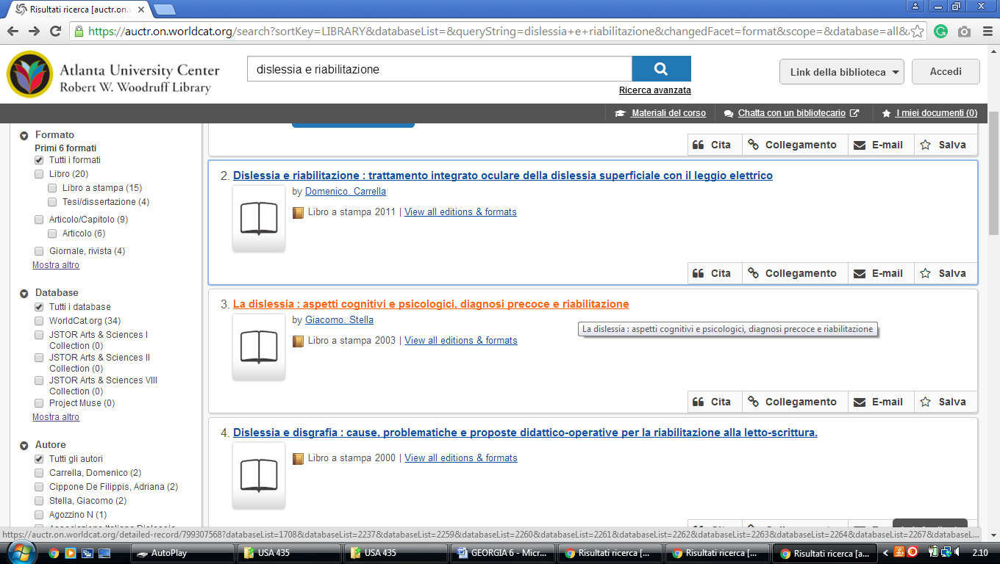 Risultati ricerca [auctr.on.w
https://auctr.on.worldcat.org/search?sortKey=LIBRARY&databaseList=&queryString=dislessia+e+riabilitazione&changedFacet=format&scope=&database=all&
Atlanta University Center
Robert W. Woodruff Library
dislessia e riabilitazione
Ricerca avanzata
Link della biblioteca
Accedi
Materiali del corso
Chatta con un bibliotecario
I miei documenti (0)
Formato
Primi 6 formati
Tutti i formati
Libro (20)
Libro a stampa (15)
Tesi/dissertazione (4)
Articolo/Capitolo (9)
Articolo (6)
Giornale, rivista (4)
Mostra altro
Database
Tutti i database
WorldCat.org (34)
JSTOR Arts & Sciences I
Collection (0)
JSTOR Arts & Sciences II
Collection (0)
JSTOR Arts & Sciences VIII
Collection (0)
Project Muse (0)
Mostra altro
Autore
Tutti gli autori
Carrella, Domenico (2)
Cippone De Filippis, Adriana (2)
Stella, Giacomo (2)
Agozzino N (1)
Cita Collegamento E-mail Salva
2. Dislessia e riabilitazione : trattamento integrato oculare della dislessia superficiale con il leggio elettrico
by Domenico. Carrella
Libro a stampa 2011 | View all editions & formats
Cita Collegamento E-mail Salva
3. La dislessia : aspetti cognitivi e psicologici, diagnosi precoce e riabilitazione
by Giacomo. Stella
La dislessia : aspetti cognitivi e psicologici, diagnosi precoce e riabilitazione
Libro a stampa 2003 | View all editions & formats
Cita Collegamento E-mail Salva
4. Dislessia e disgrafia : cause, problematiche e proposte didattico-operative per la riabilitazione alla letto-scrittura.
Libro a stampa 2000 | View all editions & formats
https://auctr.on.worldcat.org/detailed-record/799307568?databaseList=1708&databaseList=2237&databaseList=2259&databaseList=2260&databaseList=2261&databaseList=2262&databaseList=2263&databaseList=2264&databaseList=2267&databaseL...
AutoPlay
USA 435
USA 435
GEORGIA 6 - Micr...
Risultati ricerca [...
Risultati ricerca [...
Risultati ricerca [a...
2.10